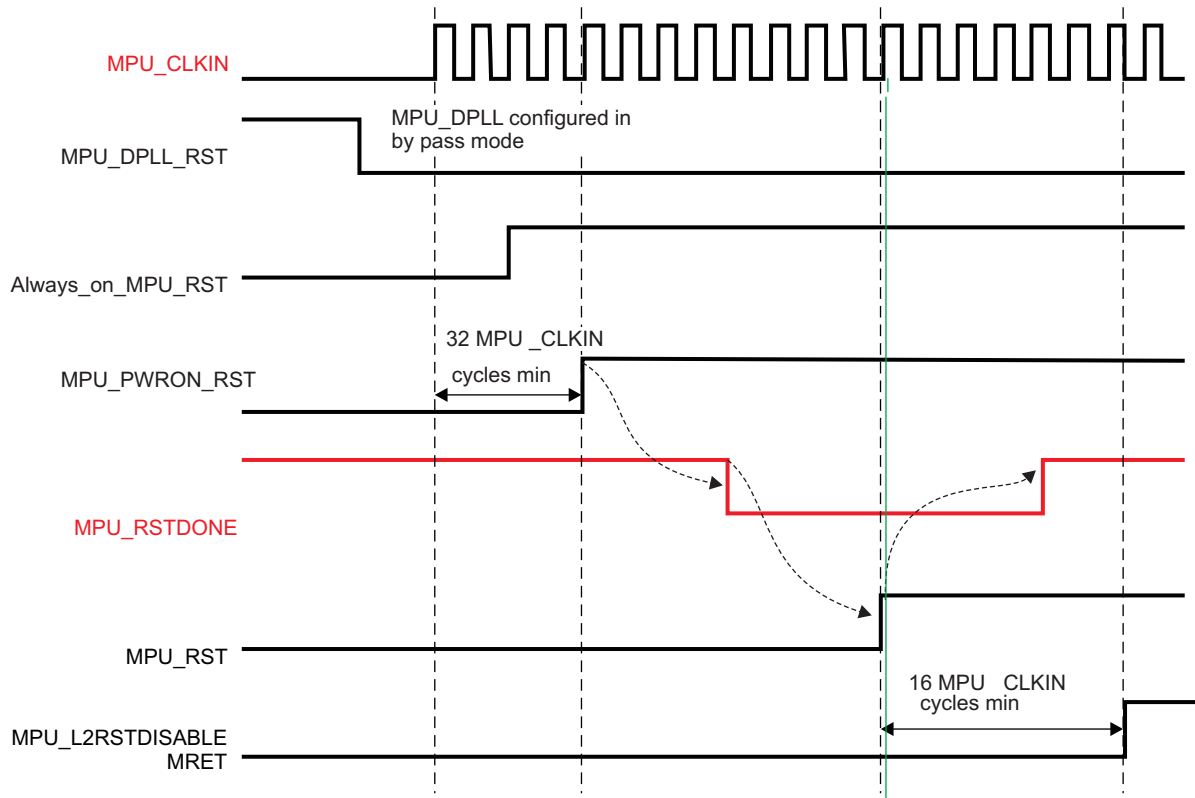 MPU_CLKIN
MPU_DPLL configured in
by pass mode
MPU_DPLL_RST
Always_on_MPU_RST
32 MPU _CLKIN
cycles min
MPU_PWRON_RST
MPU_RSTDONE
MPU_RST
16 MPU CLKIN
cycles min
MPU_L2RSTDISABLE
MRET